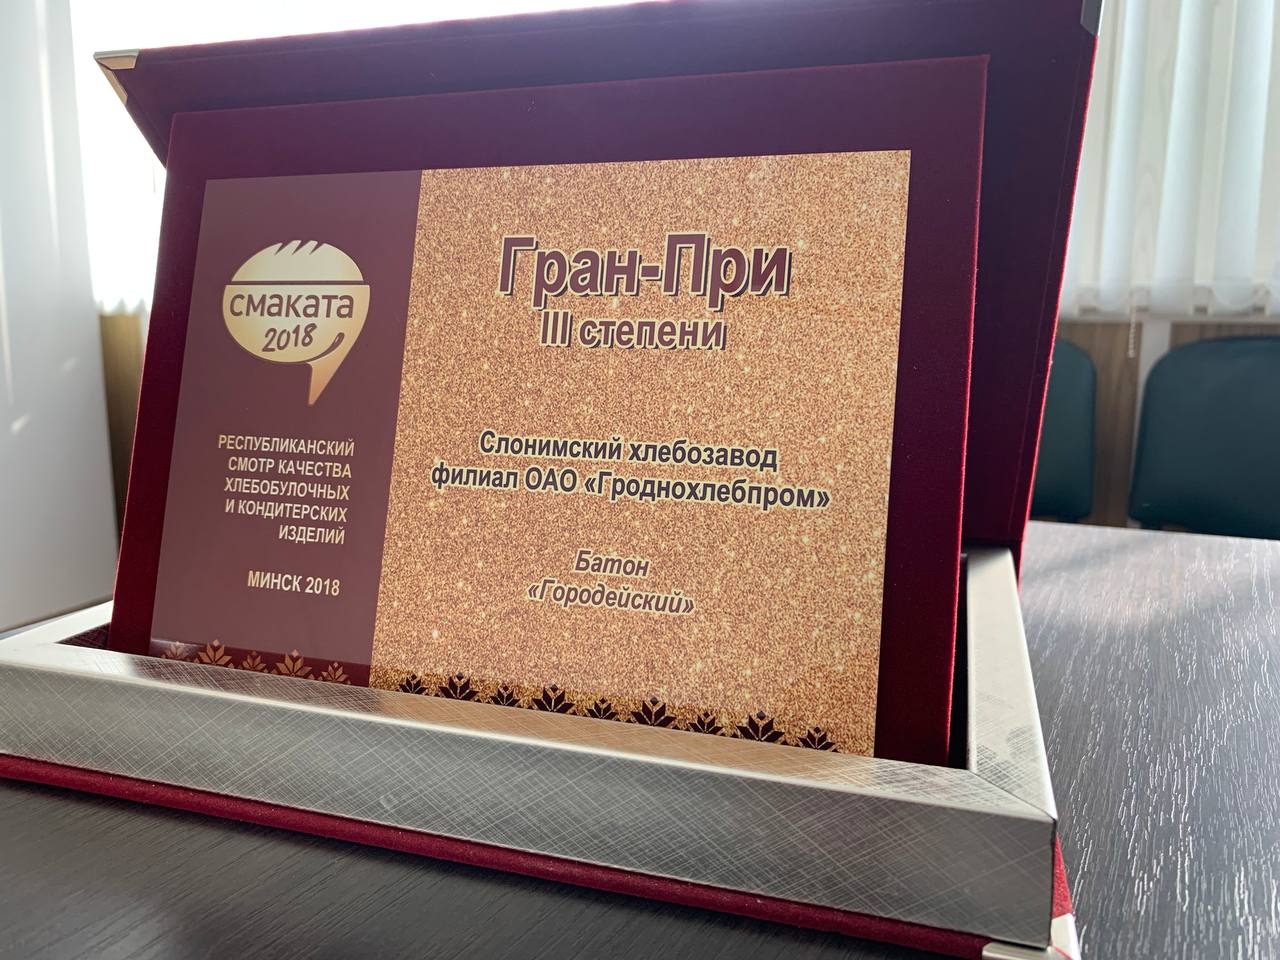 смаката
2018
РЕСПУБЛИКАНСКИЙ
СМОТР КАЧЕСТВА
ХЛЕБОБУЛОЧНЫХ
И КОНДИТЕРСКИХ
ИЗДЕЛИЙ
МИНСК 2018
Гран-При
III степени
Слонимский хлебозавод
филиал ОАО «Гроднохлебпром»
Батон
«Городейский»